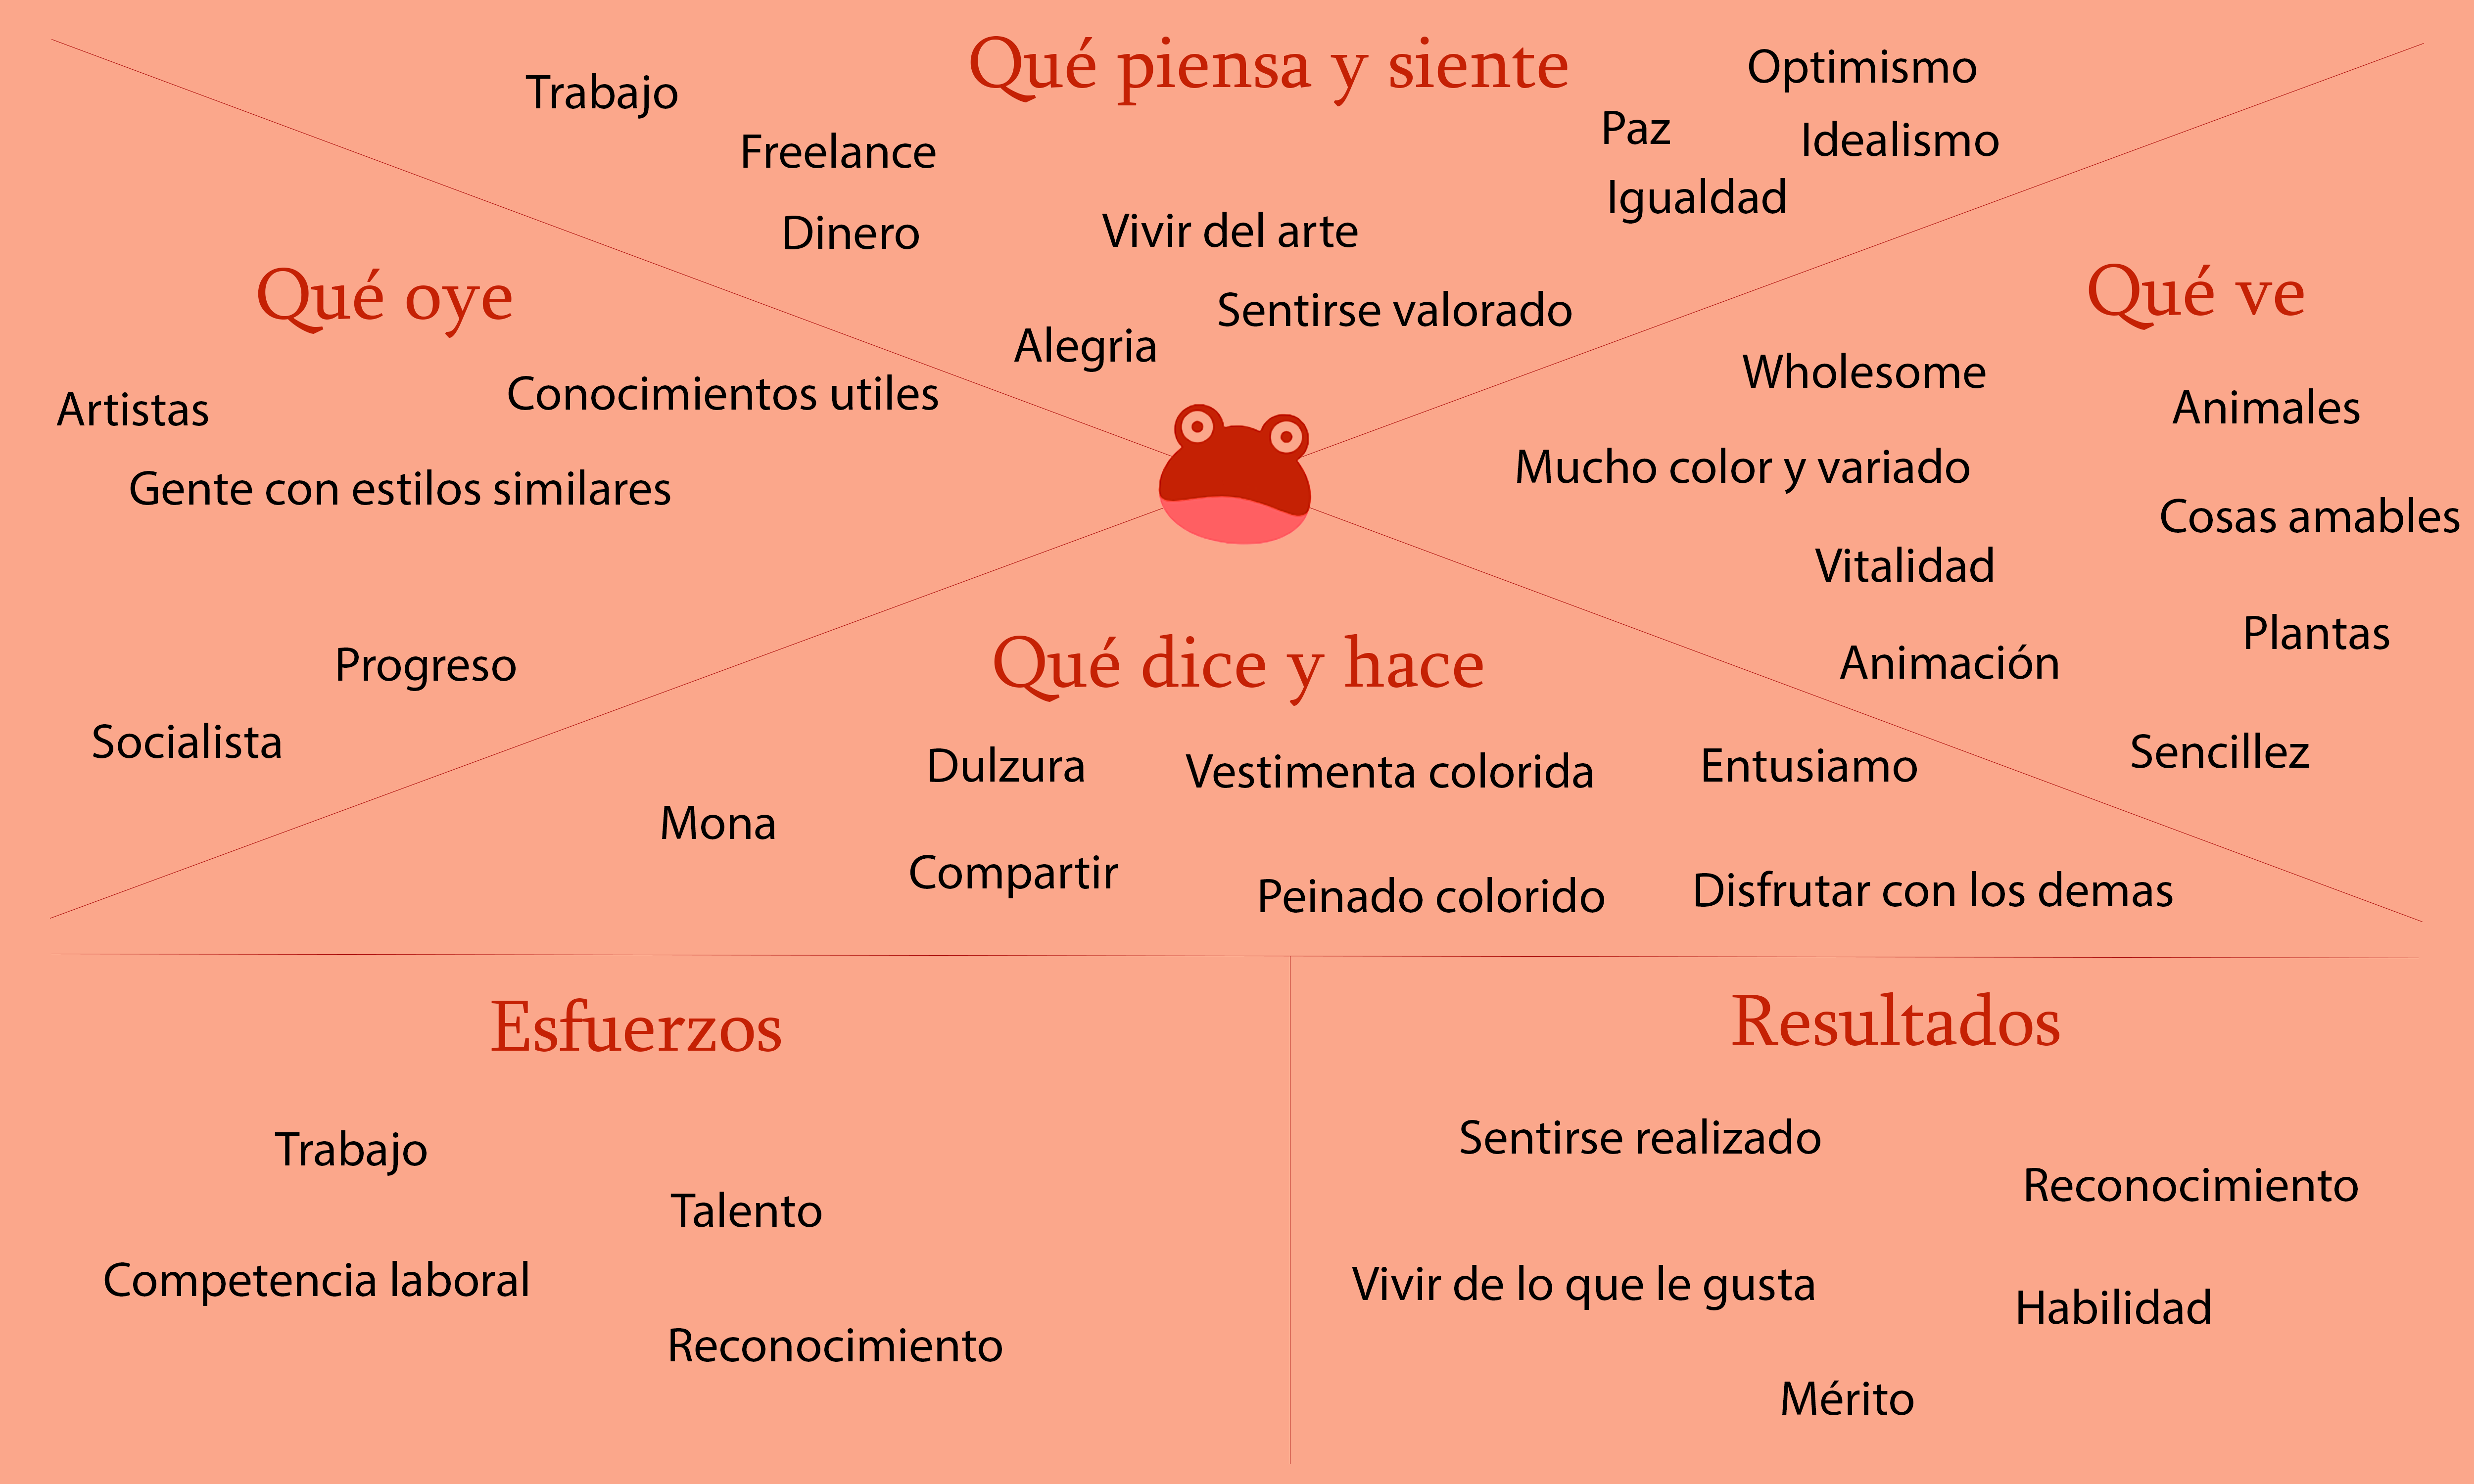 Qué piensa y siente
Trabajo
Freelance
Dinero
Vivir del arte
Sentirse valorado
Alegria
Optimismo
Paz
Idealismo
Igualdad
Qué oye
Artistas
Conocimientos utiles
Gente con estilos similares
Progreso
Socialista
Qué ve
Wholesome
Animales
Mucho color y variado
Cosas amables
Vitalidad
Plantas
Animación
Sencillez
Qué dice y hace
Dulzura
Vestimenta colorida
Entusiamo
Mona
Compartir
Peinado colorido
Disfrutar con los demas
Esfuerzos
Trabajo
Talento
Competencia laboral
Reconocimiento
Resultados
Sentirse realizado
Reconocimiento
Vivir de lo que le gusta
Habilidad
Mérito